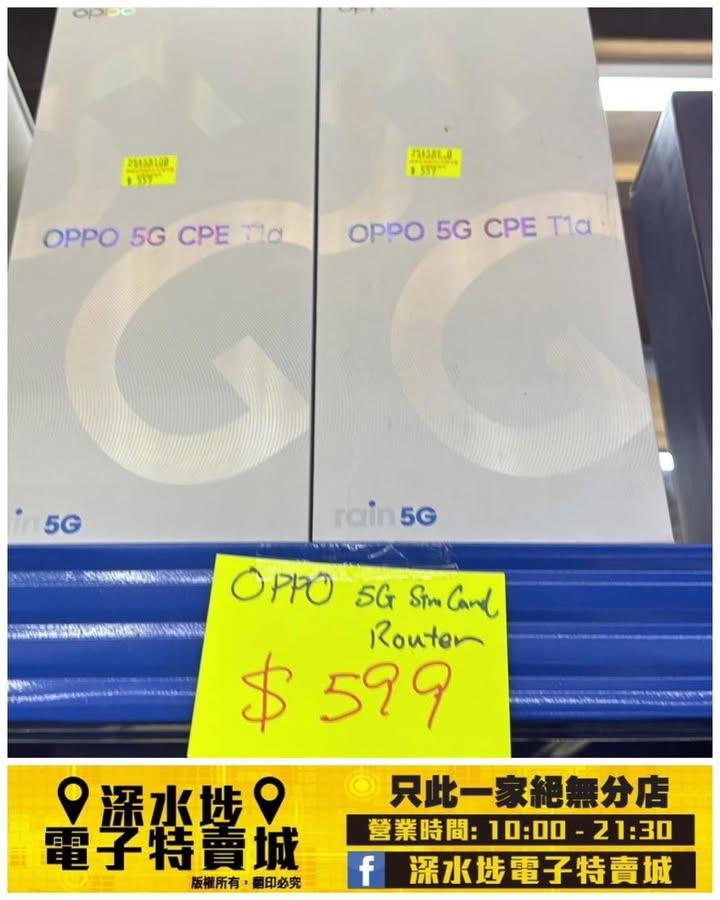 oppo
OPPO 5G CPE T1a
OPPO 5G CPE T1a
in 5G
rain 5G
OPPO 5G Sim Card
Router
$ 599
深水埗
電子特賣城
版權所有,翻印必究
只此一家絕無分店
營業時間: 10:00 - 21:30
f 深水埗電子特賣城